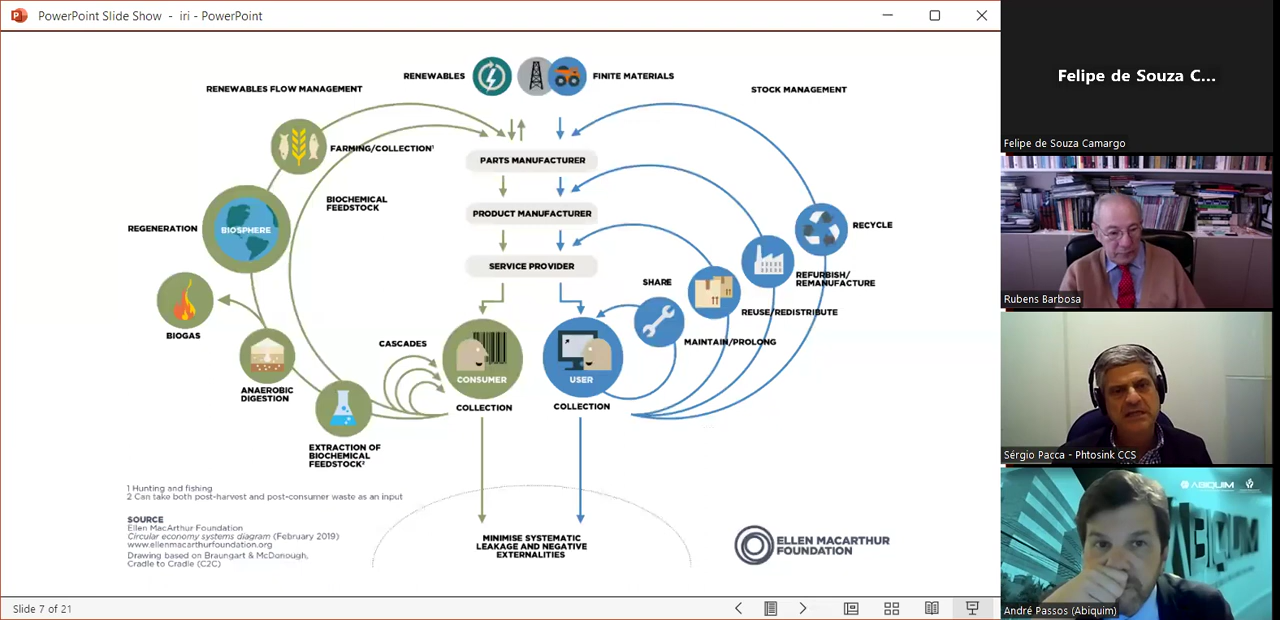 PowerPoint Slide Show - iri - PowerPoint
RENEWABLES
FINITE MATERIALS
RENEWABLES FLOW MANAGEMENT
STOCK MANAGEMENT
FARMING/COLLECTION¹
PARTS MANUFACTURER
BIOCHEMICAL
FEEDSTOCK
PRODUCT MANUFACTURER
REGENERATION
BIOSPHERE
RECYCLE
SERVICE PROVIDER
SHARE
REFURBISH/
REMANUFACTURE
REUSE/REDISTRIBUTE
BIOGAS
CASCADES
MAINTAIN/PROLONG
CONSUMER
USER
ANAEROBIC
DIGESTION
COLLECTION
COLLECTION
EXTRACTION OF
BIOCHEMICAL
FEEDSTOCK²
1 Hunting and fishing
2 Can take both post-harvest and post-consumer waste as an input
SOURCE
Ellen MacArthur Foundation
Circular economy systems diagram (February 2019)
www.ellenmacarthurfoundation.org
Drawing based on Braungart & McDonough,
Cradle to Cradle (C2C)
MINIMISE SYSTEMATIC
LEAKAGE AND NEGATIVE
EXTERNALITIES
ELLEN MACARTHUR
FOUNDATION
Slide 7 of 21
Felipe de Souza C...
Felipe de Souza Camargo
Rubens Barbosa
Sérgio Pacca - Phtosink CCS
ABIQUIM
ABIQUIM
André Passos (Abiquim)